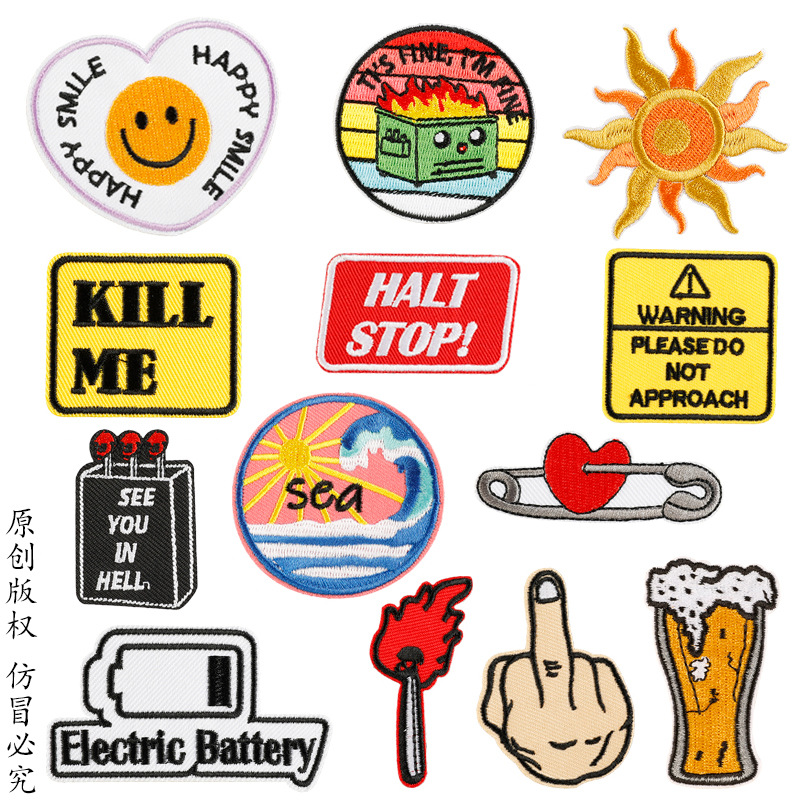 HAPPY SMILE
HAPPY SMILE
IT'S FINE, I'M FINE
KILL
ME
HALT
STOP!
WARNING
PLEASE DO
NOT
APPROACH
SEE
YOU
IN
HELL
sea
Electric Battery
原创版权 仿冒必究